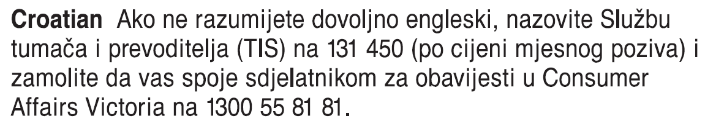 Croatian Ako ne razumijete dovoljno engleski, nazovite Službu
tumača i prevoditelja (TIS) na 131 450 (po cijeni mjesnog poziva) i
zamolite da vas spoje sdjelatnikom za obavijesti u Consumer
Affairs Victoria na 1300 55 81 81.